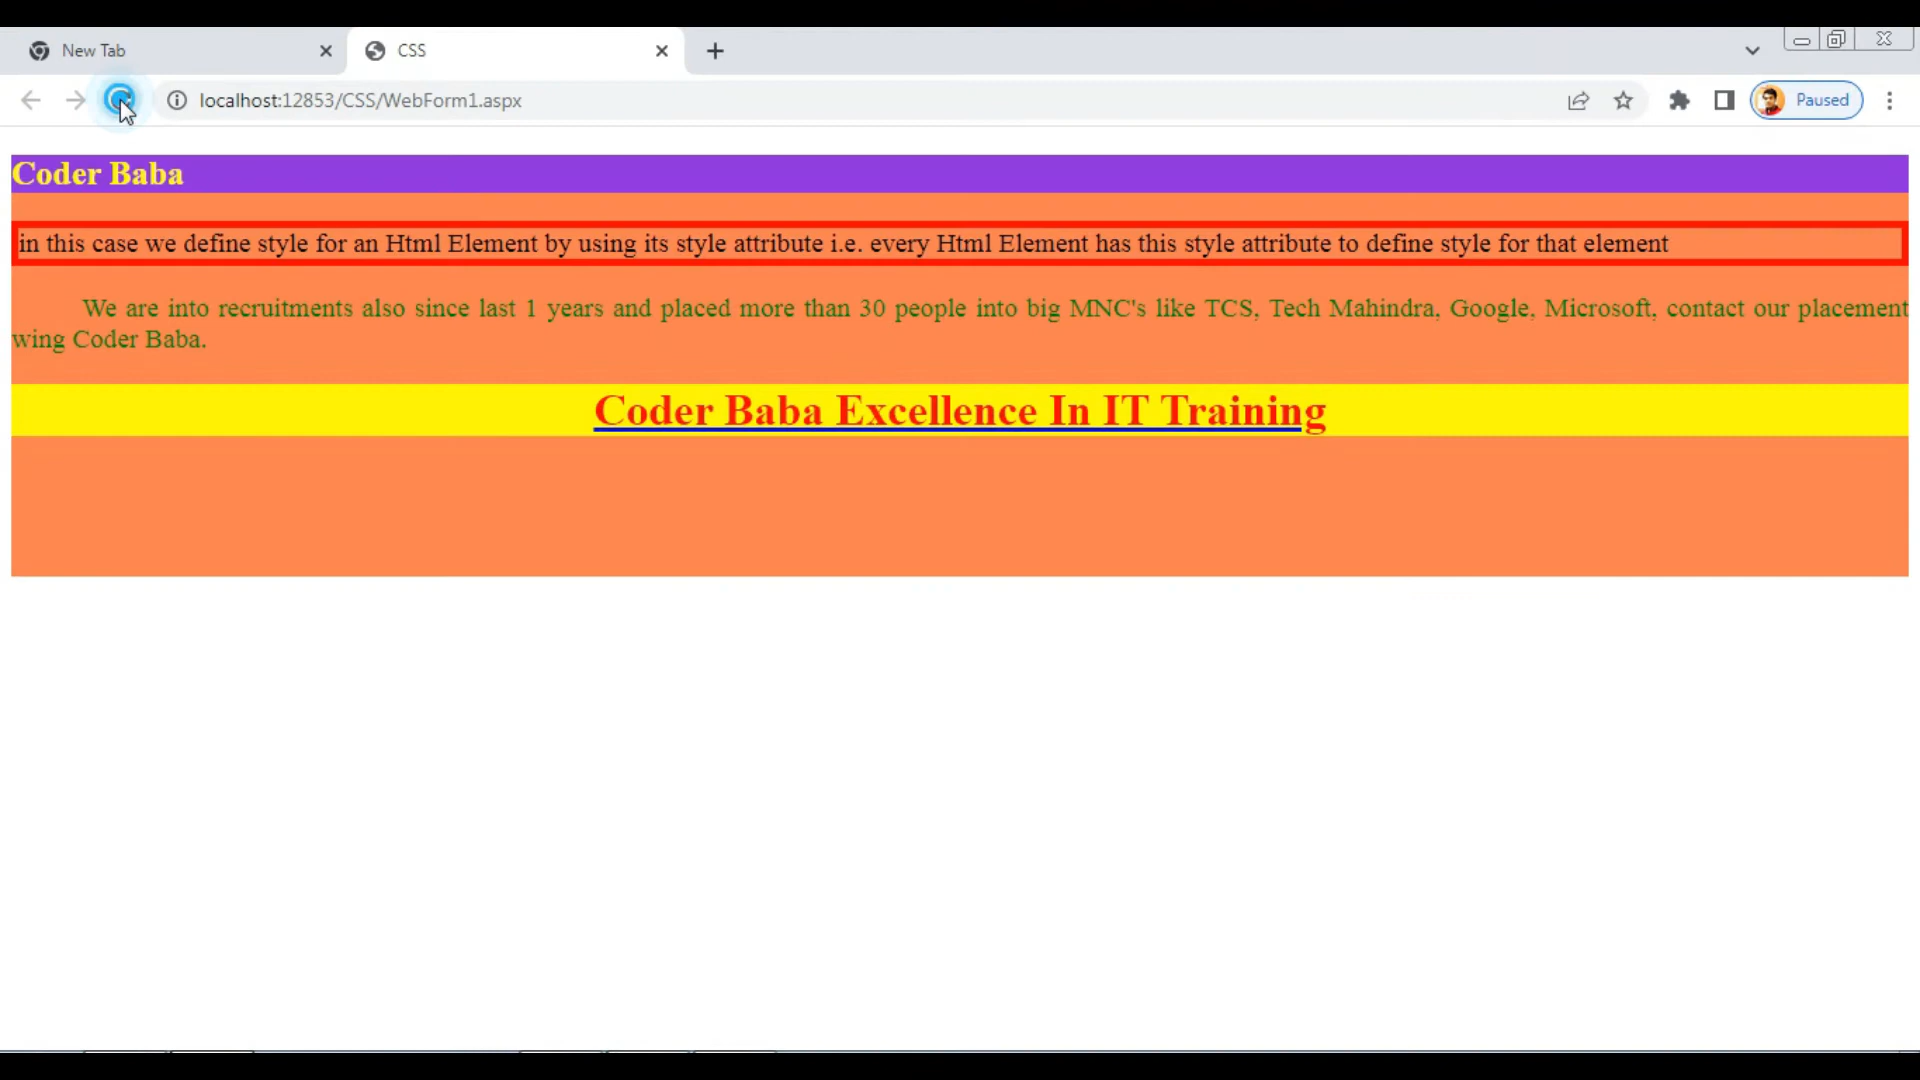 New Tab
CSS
localhost:12853/CSS/WebForm1.aspx
Paused
Coder Baba
in this case we define style for an Html Element by using its style attribute i.e. every Html Element has this style attribute to define style for that element
We are into recruitments also since last 1 years and placed more than 30 people into big MNC's like TCS, Tech Mahindra, Google, Microsoft, contact our placement
wing Coder Baba.
Coder Baba Excellence In IT Training